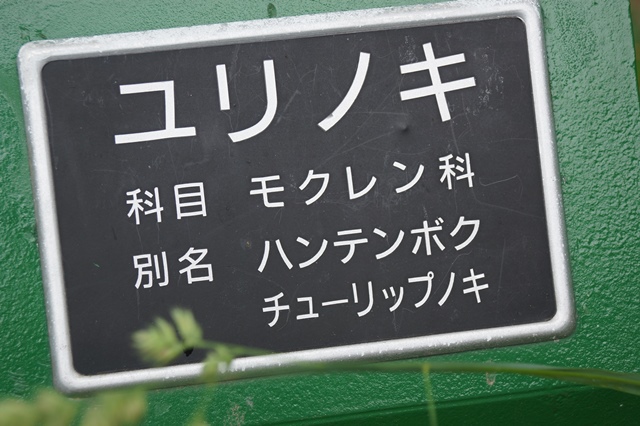 ユリノキ
科目 モクレン科
別名 ハンテンボク
チューリップノキ